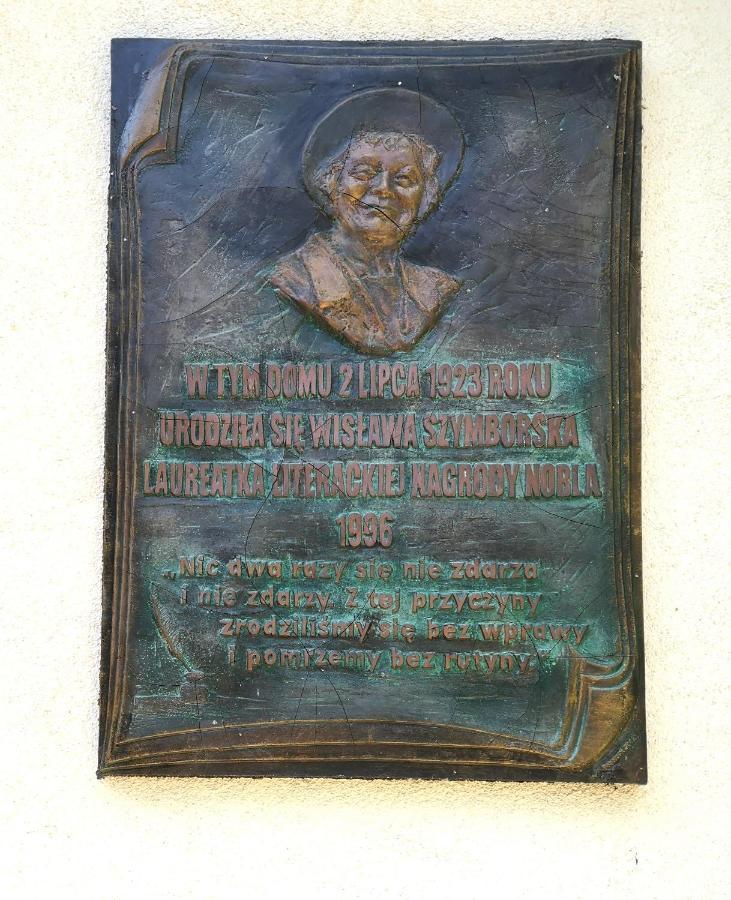 W TYM DOMU 2 LIPCA 1923 ROKU
URODZIŁA SIĘ WISŁAWA SZYMBORSKA
LAUREATKA LITERACKIEJ NAGRODY NOBLA
1996
„Nic dwa razy się nie zdarza
i nie zdarzy. Z tej przyczyny
zrodziliśmy się bez wprawy
i pomrzemy bez rutyny.